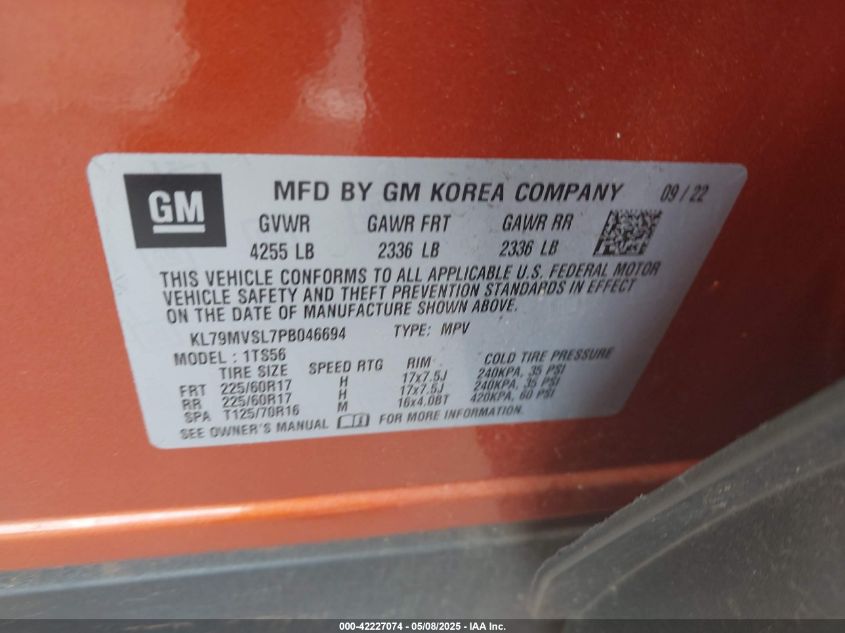 GM
MFD BY GM KOREA COMPANY 09/22
GVWR GAWR FRT GAWR RR
4255 LB 2336 LB 2336 LB
THIS VEHICLE CONFORMS TO ALL APPLICABLE U.S. FEDERAL MOTOR
VEHICLE SAFETY AND THEFT PREVENTION STANDARDS IN EFFECT
ON THE DATE OF MANUFACTURE SHOWN ABOVE.
KL79MVSL7PB046694 TYPE: MPV
MODEL: 1TS56
TIRE SIZE SPEED RTG RIM COLD TIRE PRESSURE
FRT 225/60R17 H 17x7.5J 240KPA, 35 PSI
RR 225/60R17 H 17x7.5J 240KPA, 35 PSI
SPA T125/70R16 M 16x4.0BT 420KPA, 60 PSI
SEE OWNER'S MANUAL FOR MORE INFORMATION.
000-42227074 - 05/08/2025 - IAA Inc.